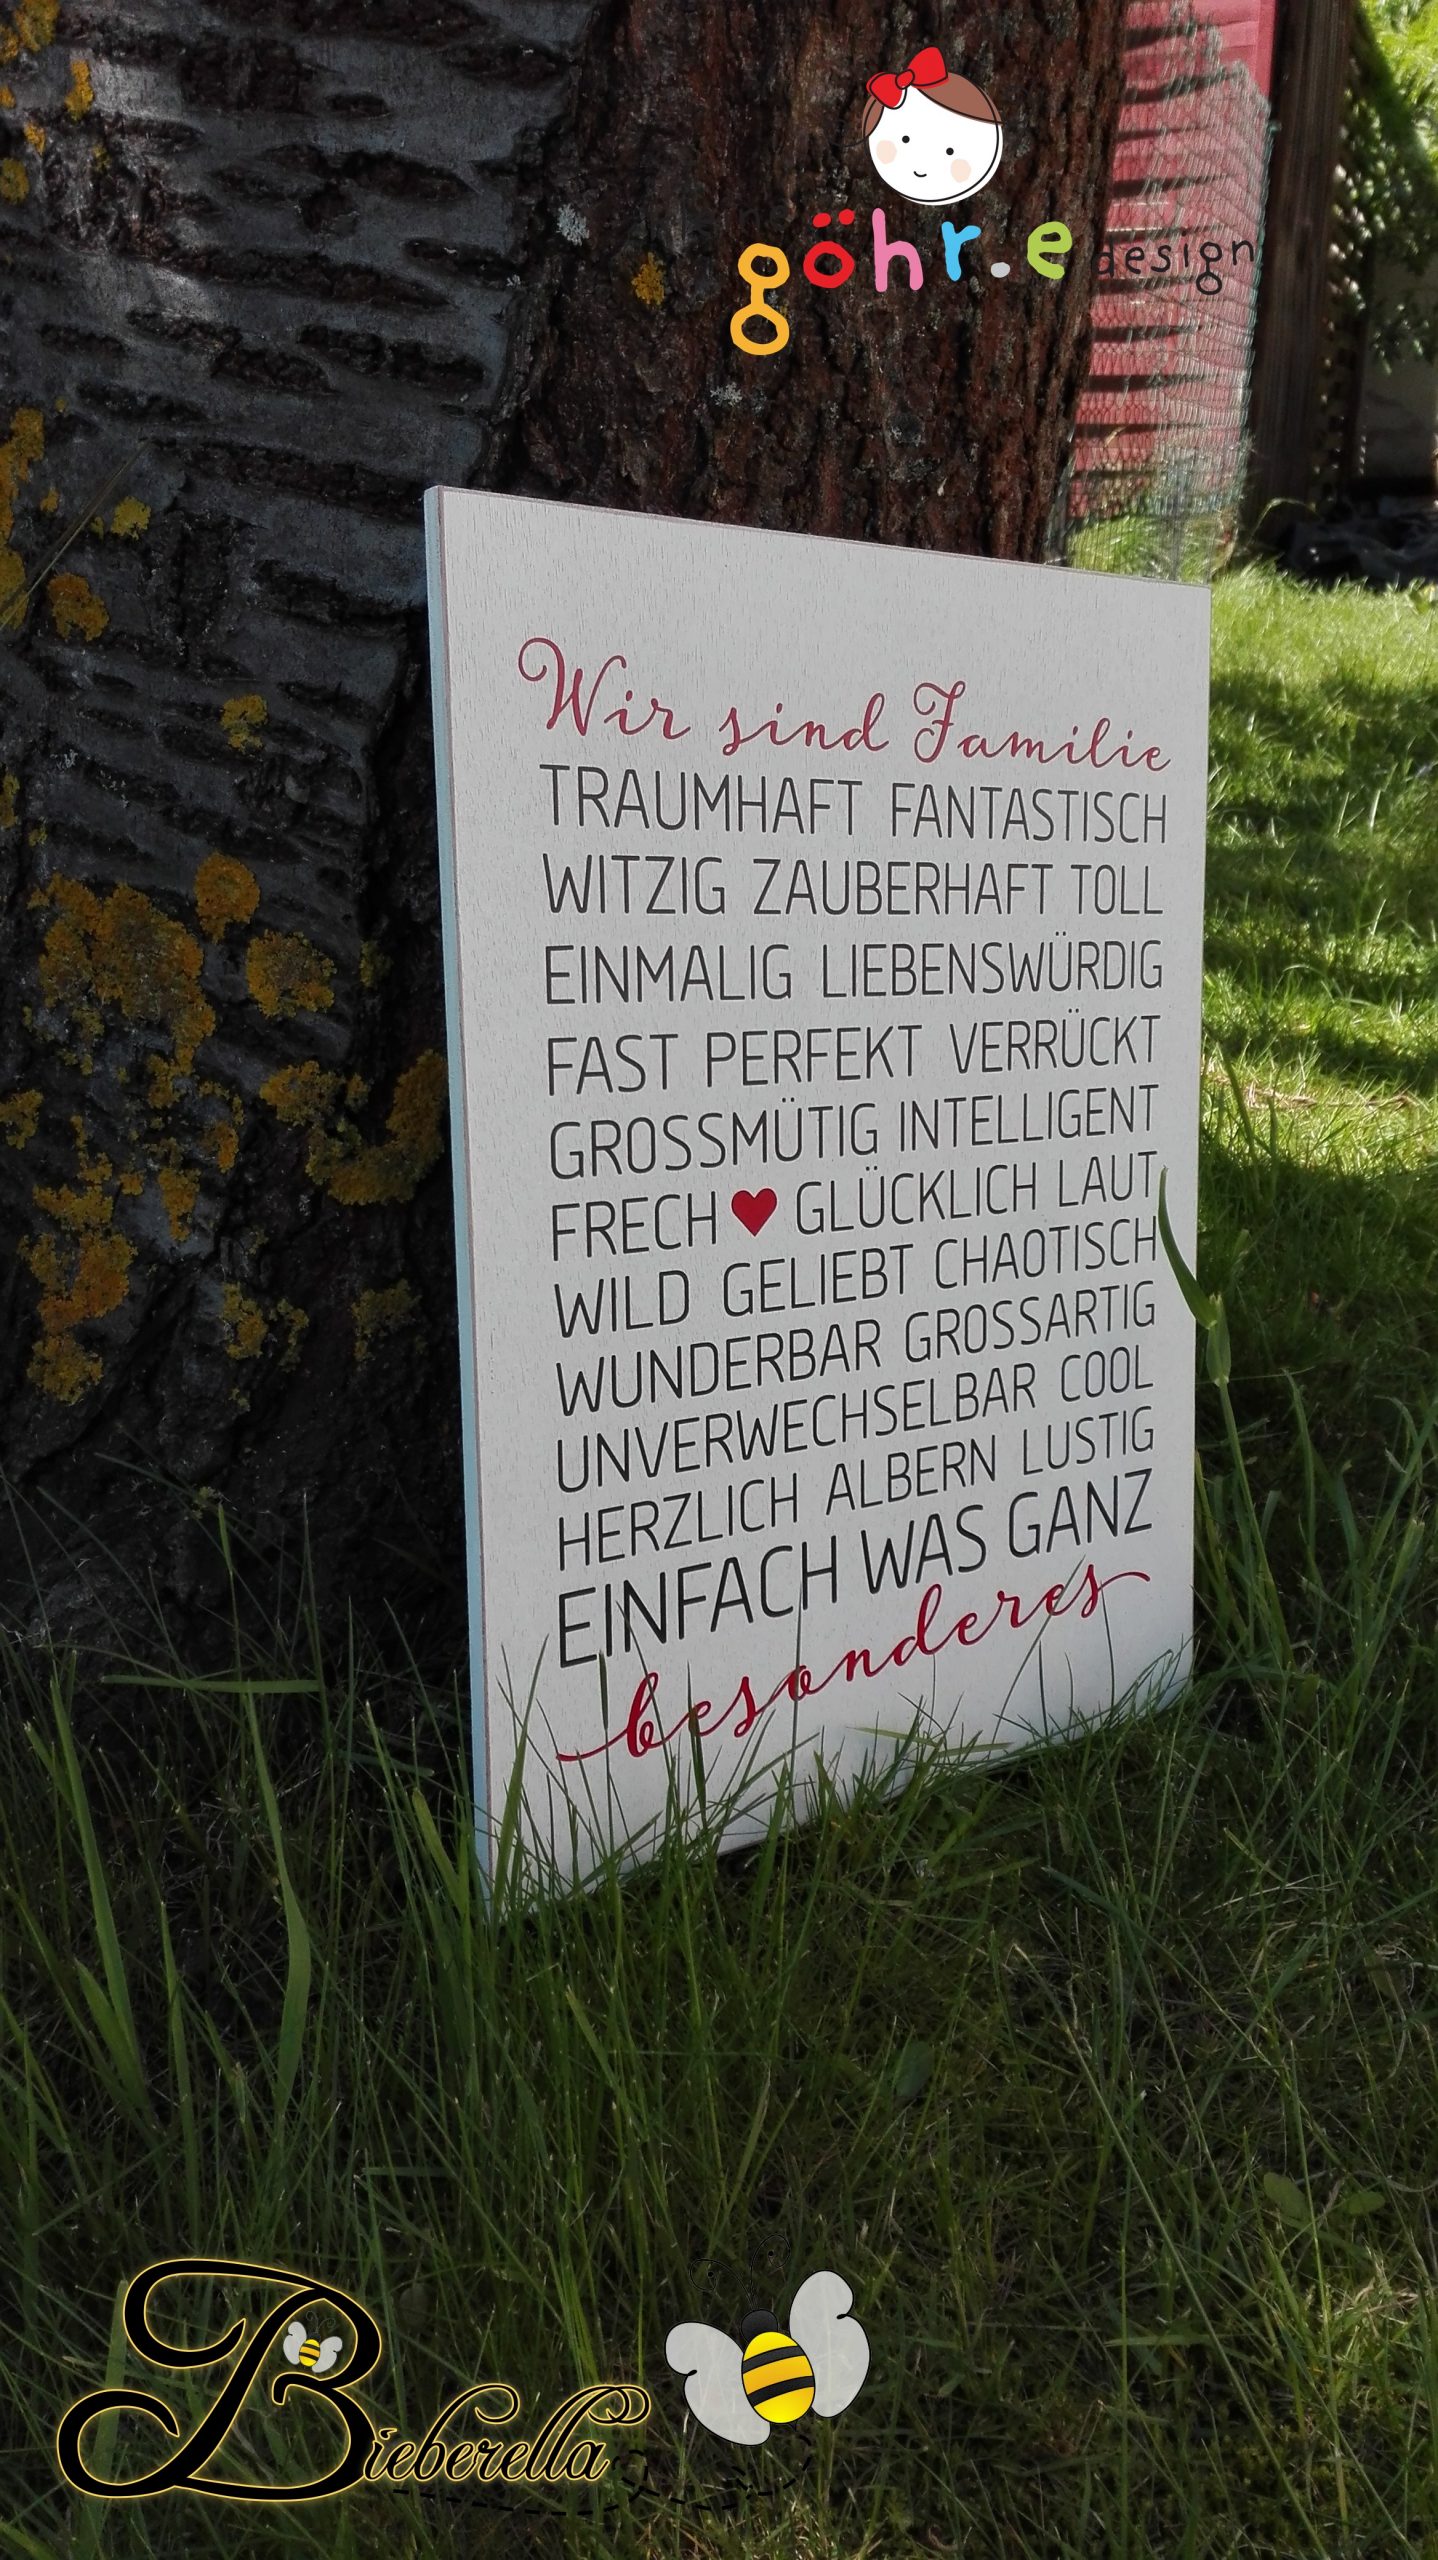 göhr.e design
Wir sind Familie
TRAUMHAFT FANTASTISCH
WITZIG ZAUBERHAFT TOLL
EINMALIG LIEBENSWÜRDIG
FAST PERFEKT VERRÜCKT
GROSSMÜTIG INTELLIGENT
FRECH ♥ GLÜCKLICH LAUT
WILD GELIEBT CHAOTISCH
WUNDERBAR GROSSARTIG
UNVERWECHSELBAR COOL
HERZLICH ALBERN LUSTIG
EINFACH WAS GANZ
besonderes
Bieberella